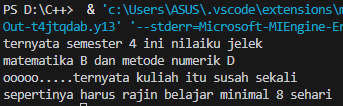 PS D:\C++>  & 'c:\Users\ASUS\.vscode\extensions\m
Out-t4jtqdab.y13' '--stderr=Microsoft-MIEngine-Er
ternyata semester 4 ini nilaiku jelek
matematika B dan metode numerik D
ooooo.....ternyata kuliah itu susah sekali
sepertinya harus rajin belajar minimal 8 sehari